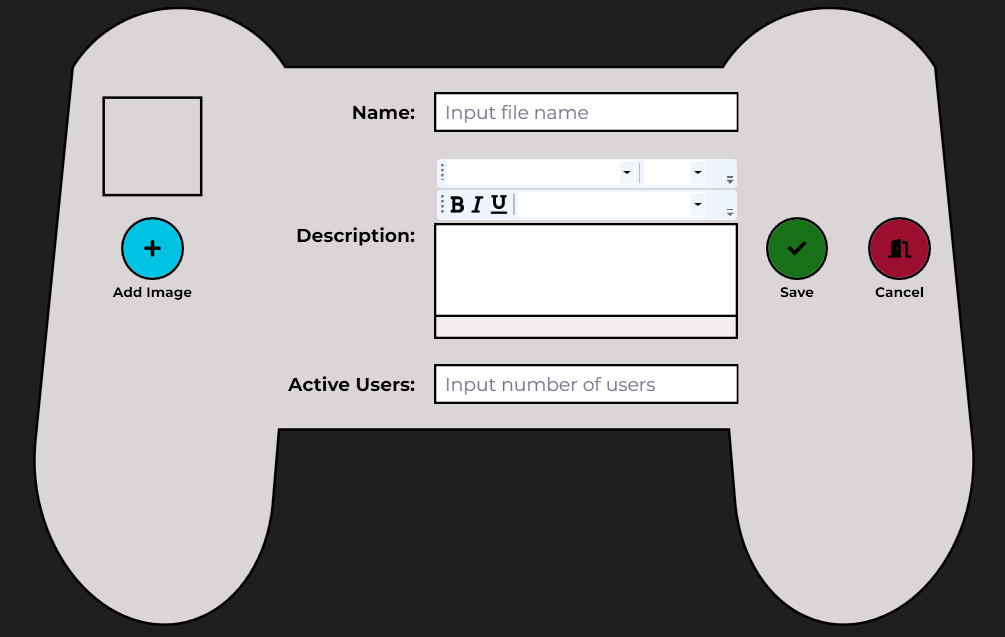 Name:
Input file name
B I U
Description:
Add Image
Save
Cancel
Active Users:
Input number of users